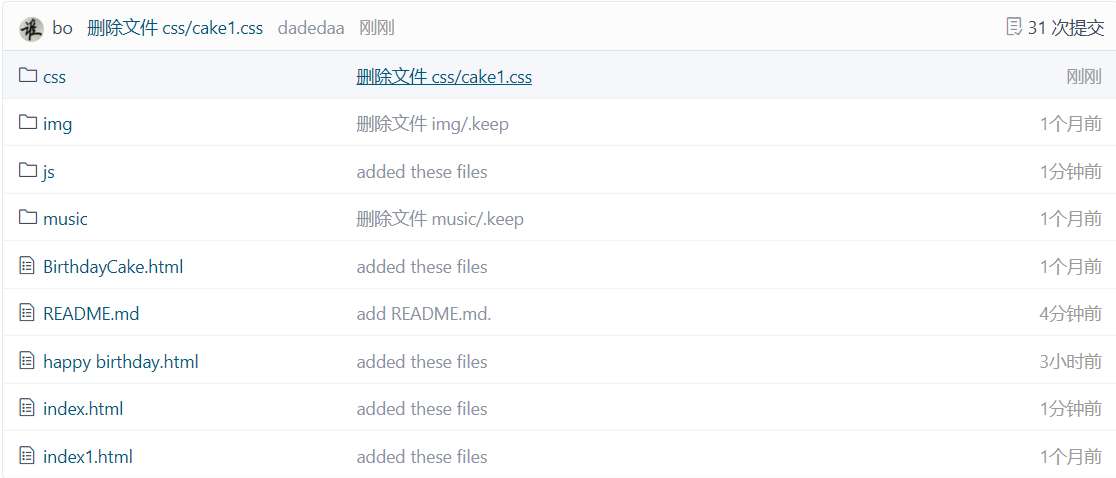 谁 bo 删除文件 css/cake1.css dadedaa 刚刚 31 次提交
css 删除文件 css/cake1.css 刚刚
img 删除文件 img/.keep 1个月前
js added these files 1分钟前
music 删除文件 music/.keep 1个月前
BirthdayCake.html added these files 1个月前
README.md add README.md. 4分钟前
happy birthday.html added these files 3小时前
index.html added these files 1分钟前
index1.html added these files 1个月前